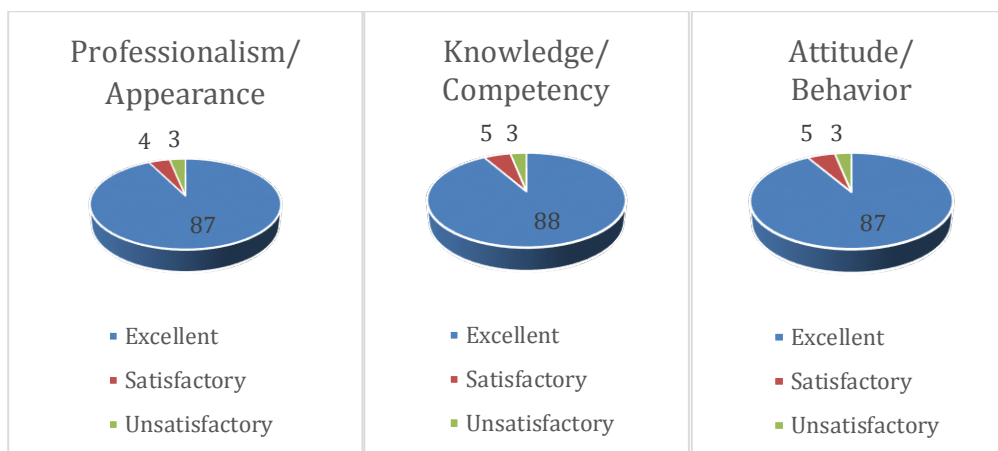 Professionalism/
Appearance
4 3
87
Excellent
Satisfactory
Unsatisfactory
Knowledge/
Competency
5 3
88
Excellent
Satisfactory
Unsatisfactory
Attitude/
Behavior
5 3
87
Excellent
Satisfactory
Unsatisfactory